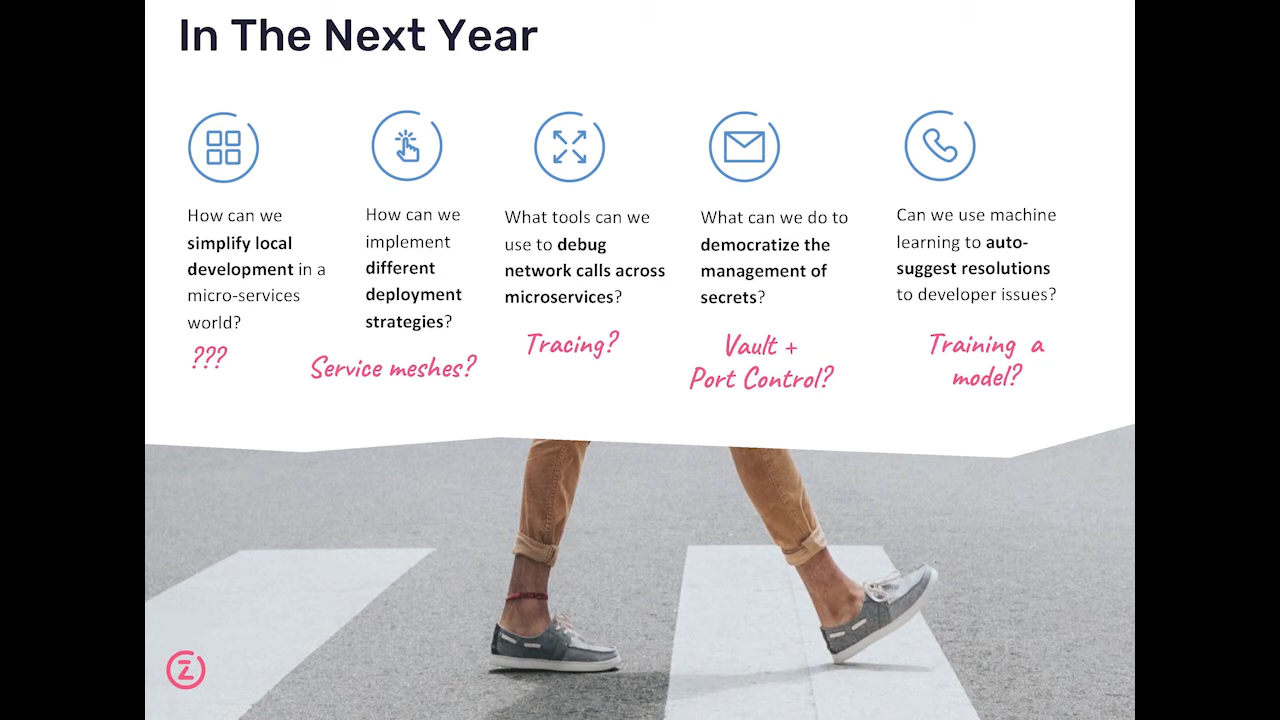 In The Next Year
How can we
simplify local
development in a
micro-services
world?
???
How can we
implement
different
deployment
strategies?
Service meshes?
What tools can we
use to debug
network calls across
microservices?
Tracing?
What can we do to
democratize the
management of
secrets?
Vault +
Port Control?
Can we use machine
learning to auto-
suggest resolutions
to developer issues?
Training a
model?
Z